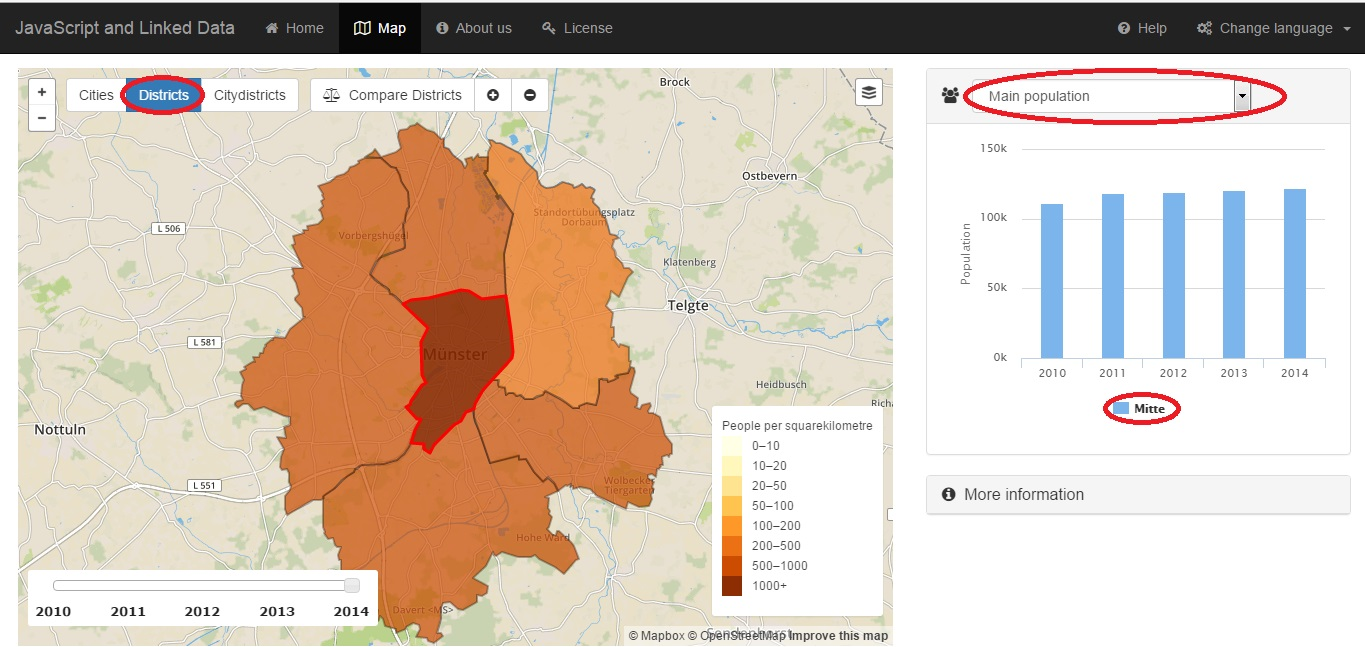 JavaScript and Linked Data Home Map About us License Help Change language
+
−
Cities Districts Citydistricts Compare Districts
Brock
Ostbevern
Standortübungsplatz
Dorbaum
L 506
Vorbergshügel
Klatenberg
Telgte
L 581
Münster
Heidbusch
Nottuln
L 551
Wolbecker
Tiergarten
Hohe Ward
Davert <MS>
People per squarekilometre
0–10
10–20
20–50
50–100
100–200
200–500
500–1000
1000+
2010 2011 2012 2013 2014
© Mapbox © OpenStreetMap Improve this map
Main population
150k
100k
50k
0k
Population
2010 2011 2012 2013 2014
Mitte
More information